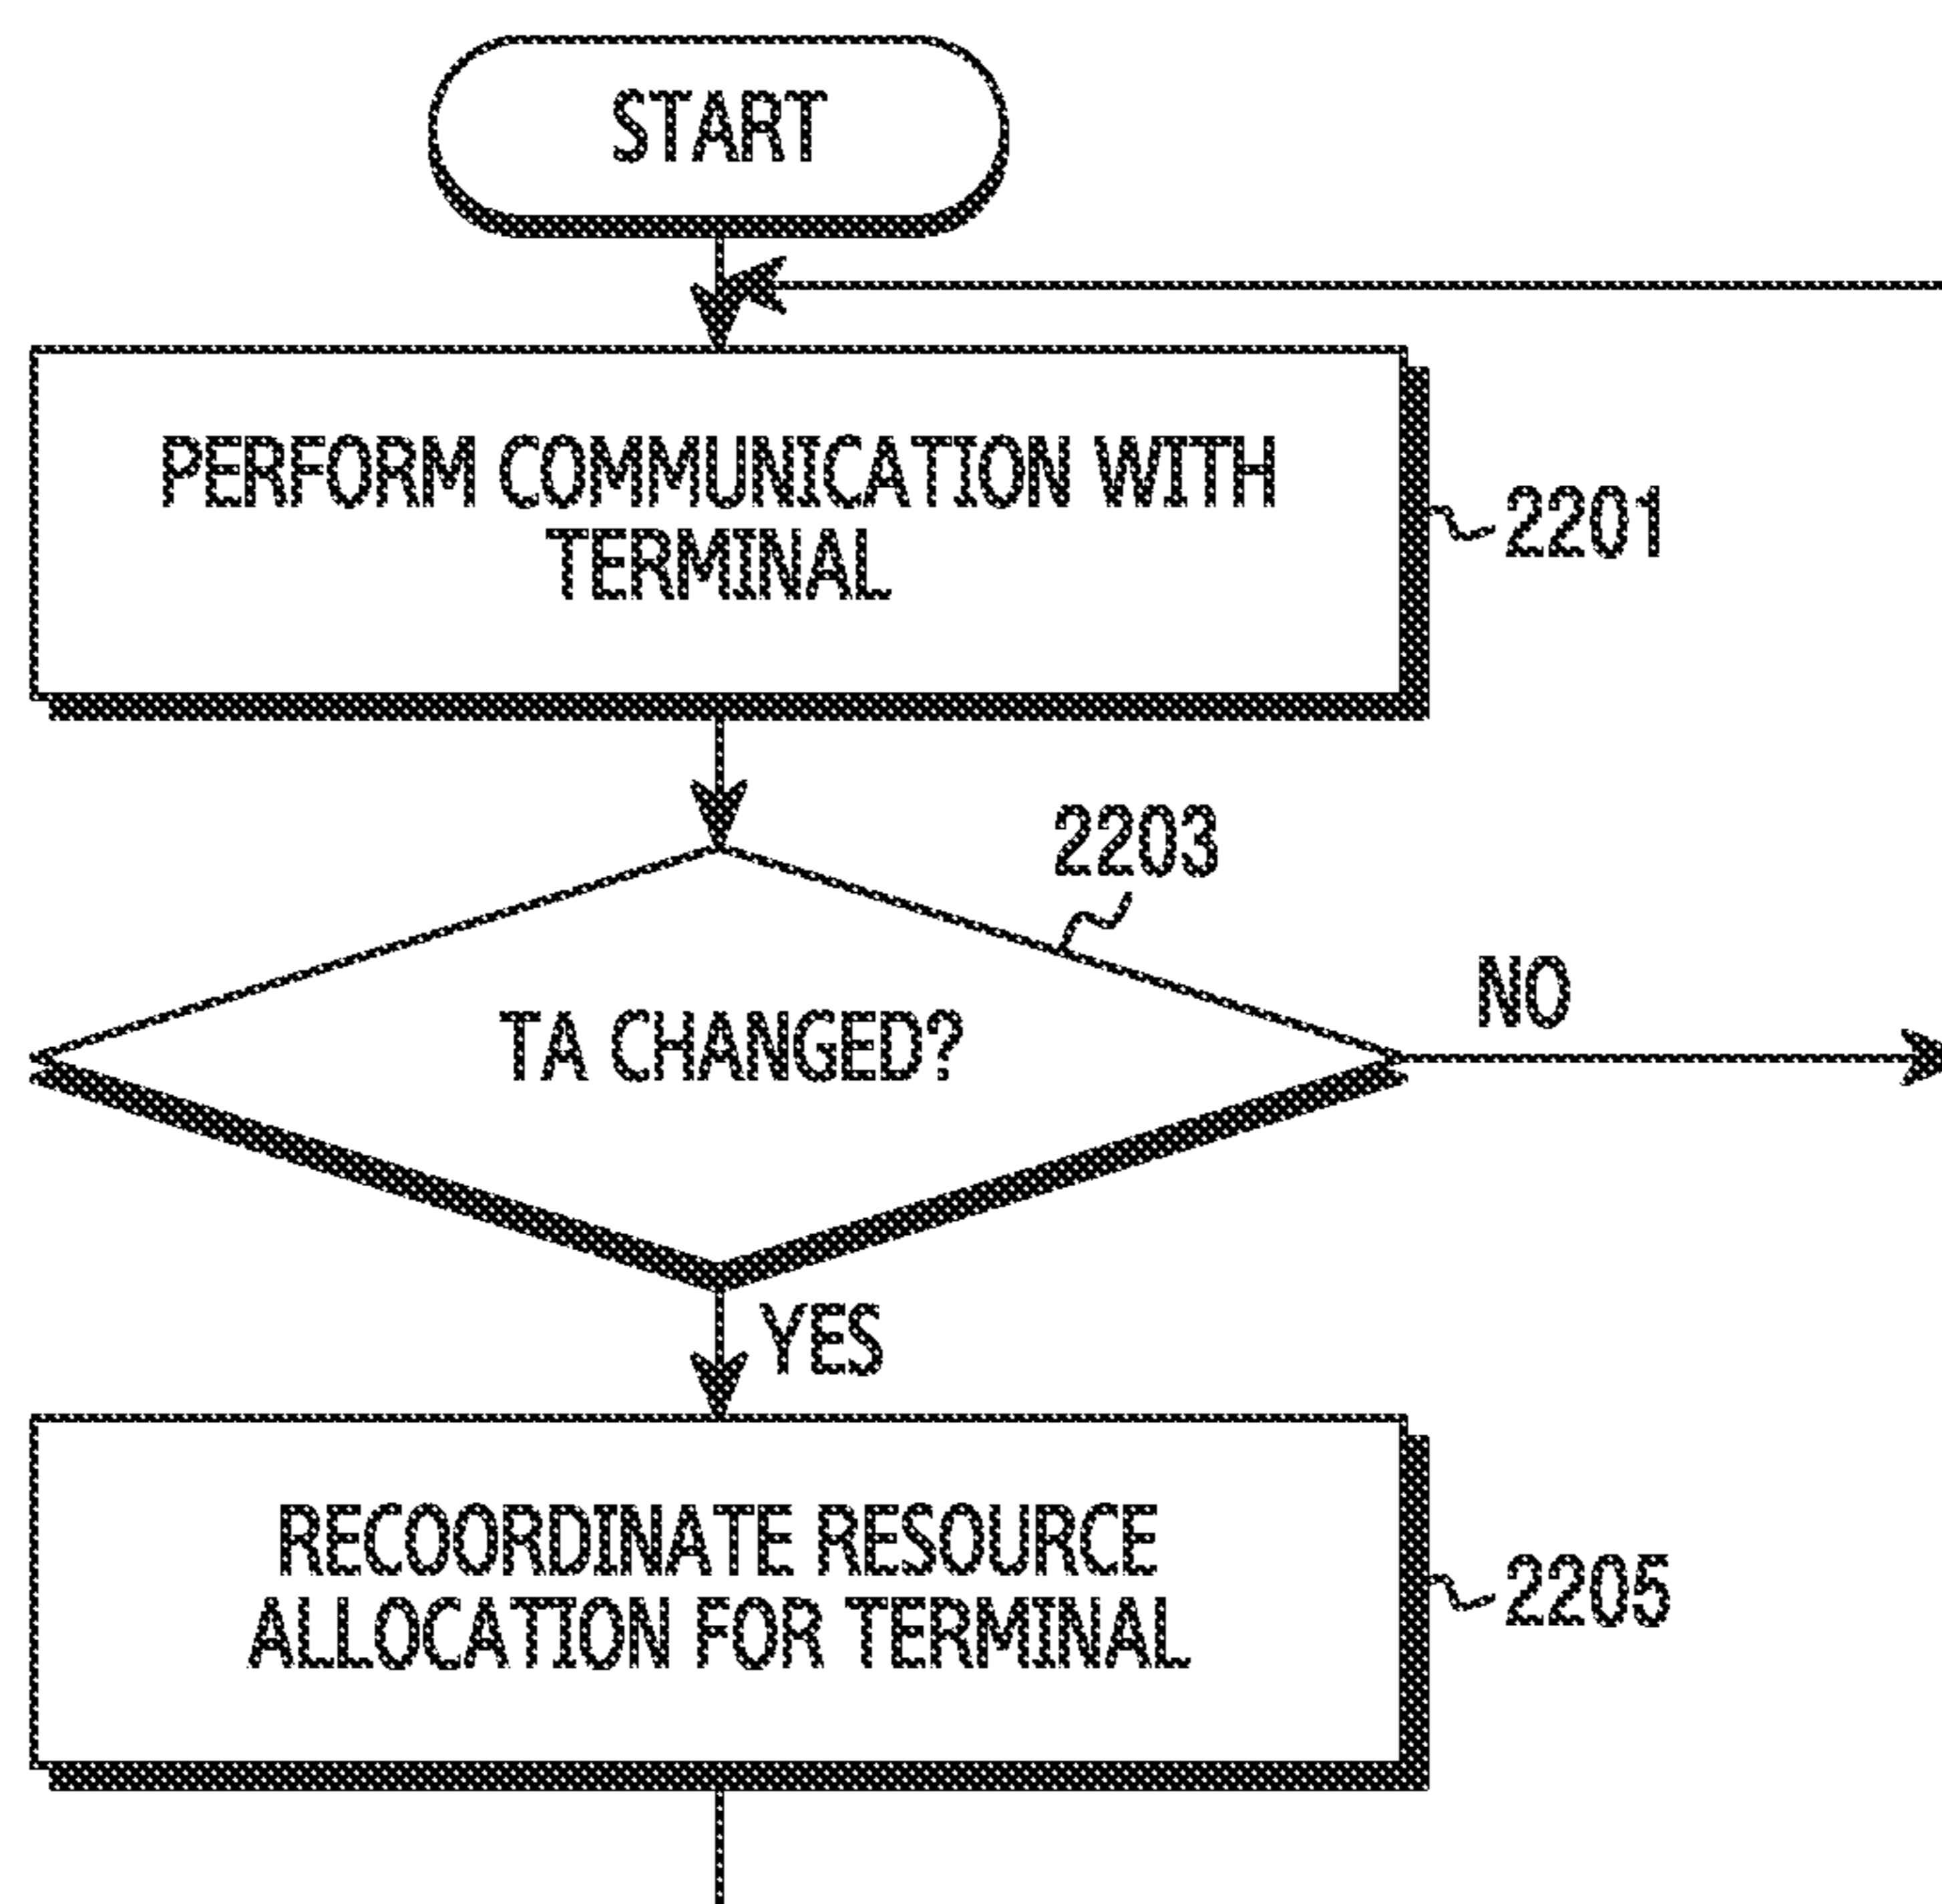 START
PERFORM COMMUNICATION WITH
TERMINAL
2201
2203
TA CHANGED?
NO
YES
RECOORDINATE RESOURCE
ALLOCATION FOR TERMINAL
2205